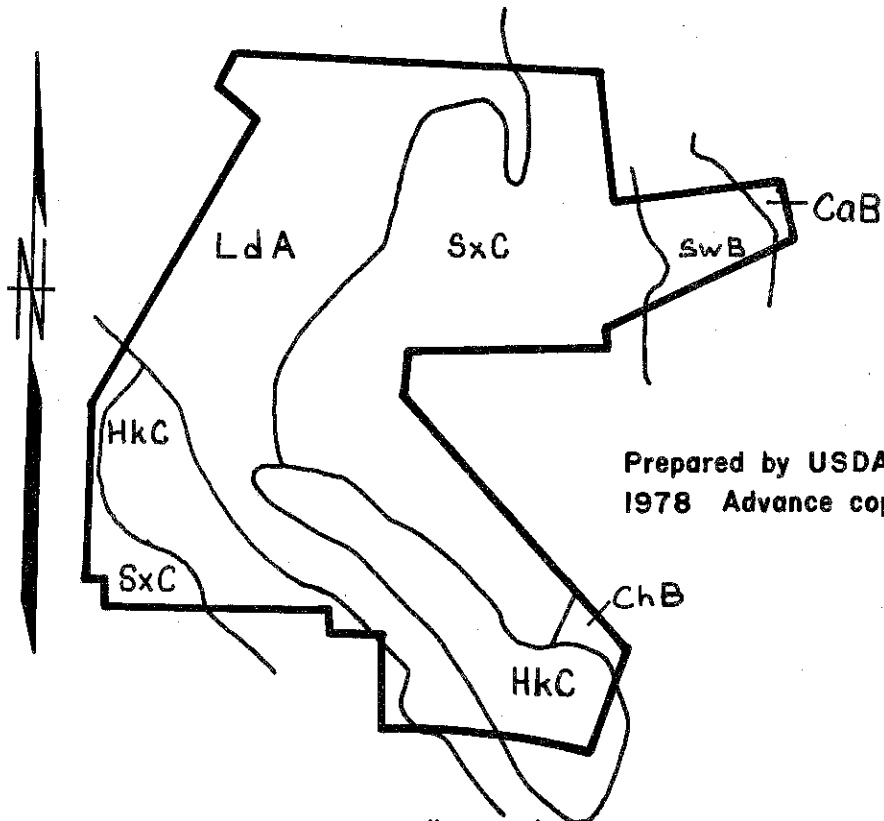 N
LdA
SxC
SwB
CaB
HkC
SxC
Prepared by USDA
1978 Advance cop
ChB
HkC